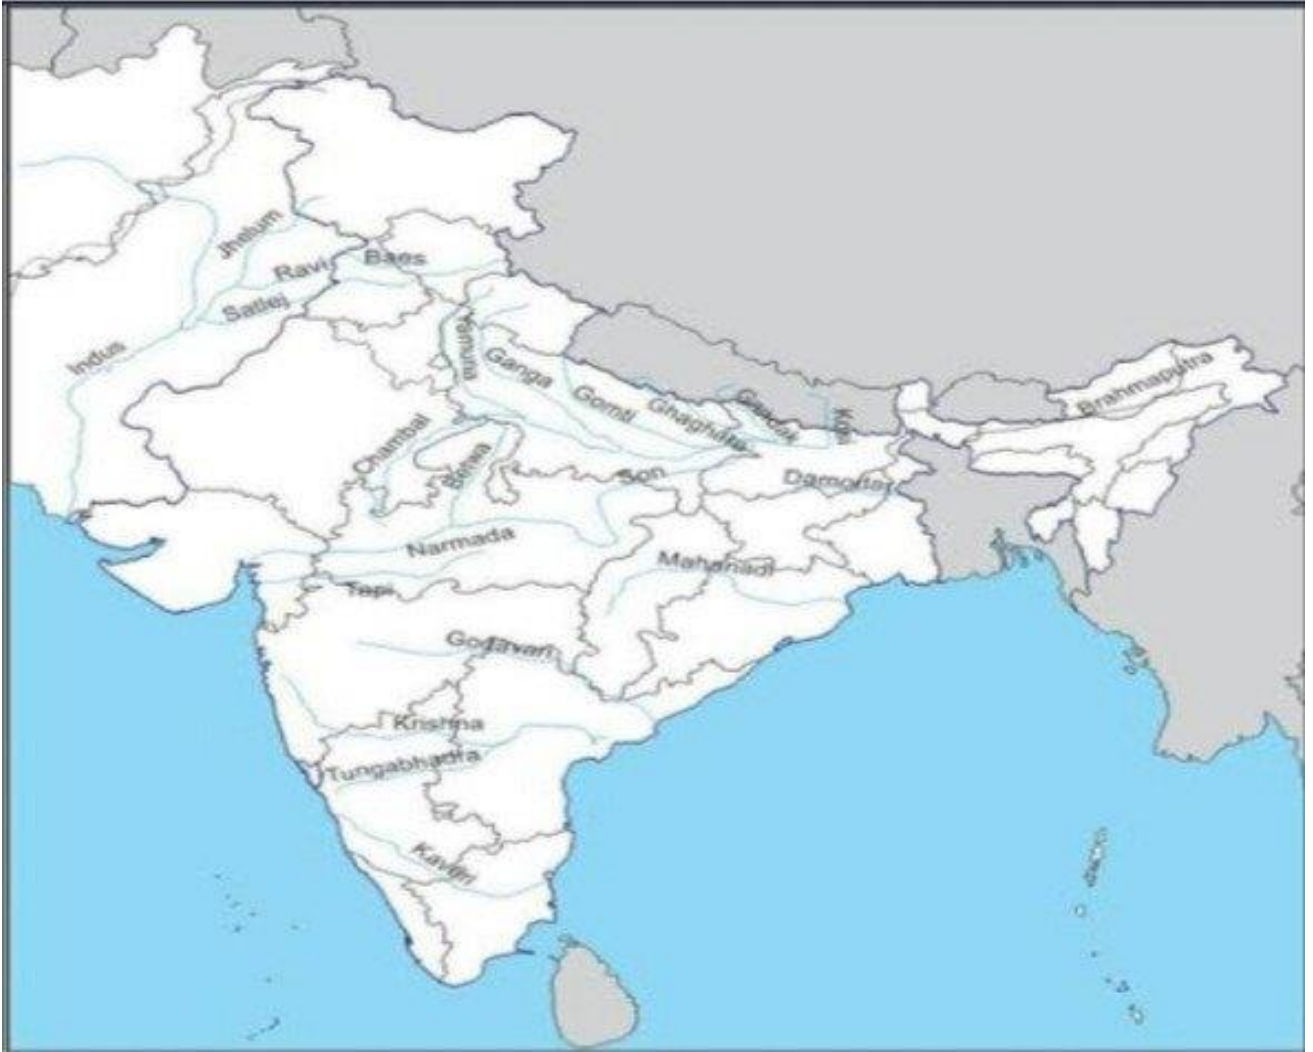 Jhelum
Ravi
Baes
Satlej
Indus
Yamuna
Ganga
Gomti
Ghaghara
Gandak
Kosi
Brahmaputra
Chambal
Betwa
Son
Damodar
Narmada
Mahanadi
Tapi
Godavari
Krishna
Tungabhadra
Kaveri